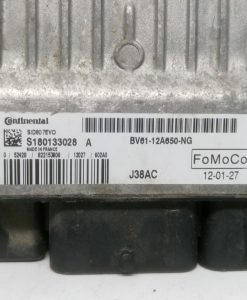 Continental
SID807EVO
S180133028 A
MADE IN FRANCE
BV61-12A650-NG
J38AC
FoMoCo
12-01-27